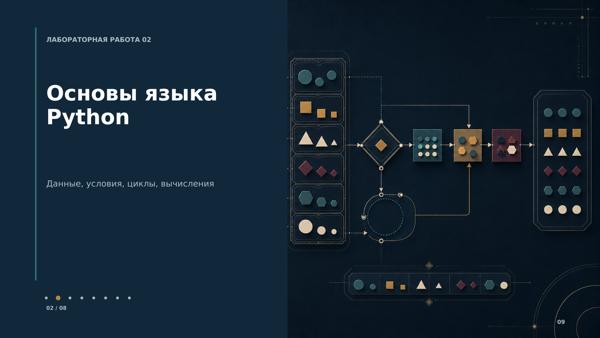 ЛАБОРАТОРНАЯ РАБОТА 02
Основы языка
Python
Данные, условия, циклы, вычисления
02 / 08
09